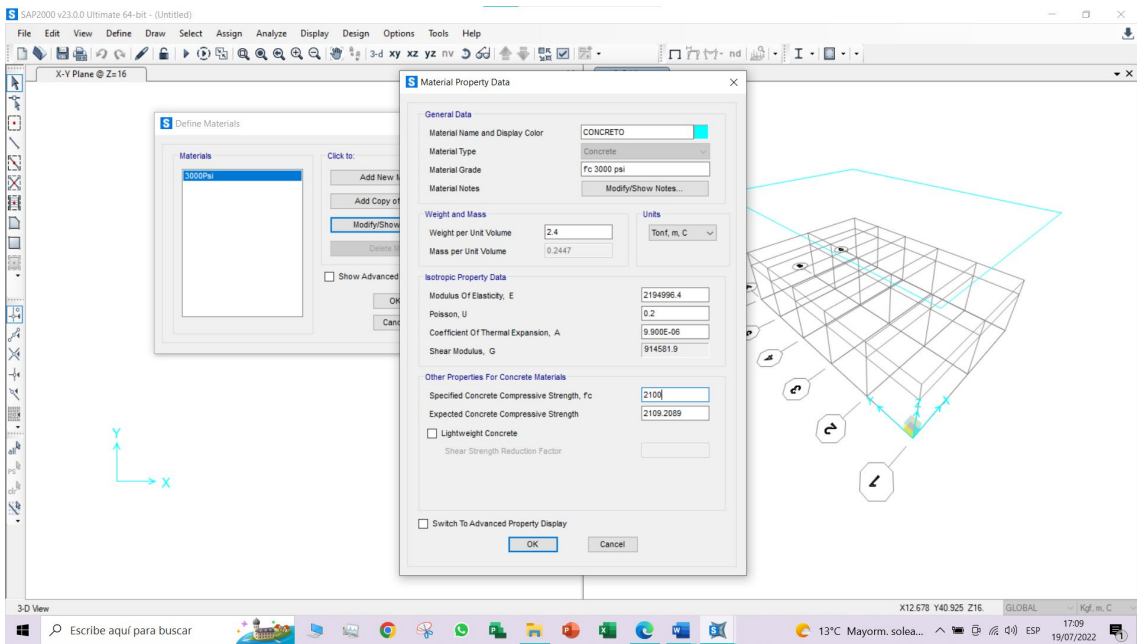 SAP2000 v23.0.0 Ultimate 64-bit - (Untitled)
File Edit View Define Draw Select Assign Analyze Display Design Options Tools Help
3-d xy xz yz nv
nd
X-Y Plane @ Z=16
Define Materials
Materials
3000Psi
Click to:
Add New M
Add Copy of
Modify/Show
Delete M
Show Advanced
OK
Canc
Material Property Data
General Data
Material Name and Display Color CONCRETO
Material Type Concrete
Material Grade f'c 3000 psi
Material Notes Modify/Show Notes...
Weight and Mass
Weight per Unit Volume 2.4
Mass per Unit Volume 0.2447
Units
Tonf, m, C
Isotropic Property Data
Modulus Of Elasticity, E 2194996.4
Poisson, U 0.2
Coefficient Of Thermal Expansion, A 9.900E-06
Shear Modulus, G 914581.9
Other Properties For Concrete Materials
Specified Concrete Compressive Strength, f'c 2100
Expected Concrete Compressive Strength 2109.2089
Lightweight Concrete
Shear Strength Reduction Factor
Switch To Advanced Property Display
OK Cancel
Y
X
Y
X
1
2
3
4
all
ps
clr
3-D View
X12.678 Y40.925 Z16. GLOBAL Kgf, m, C
Escribe aquí para buscar
13°C Mayorm. solea... ESP 17:09
19/07/2022